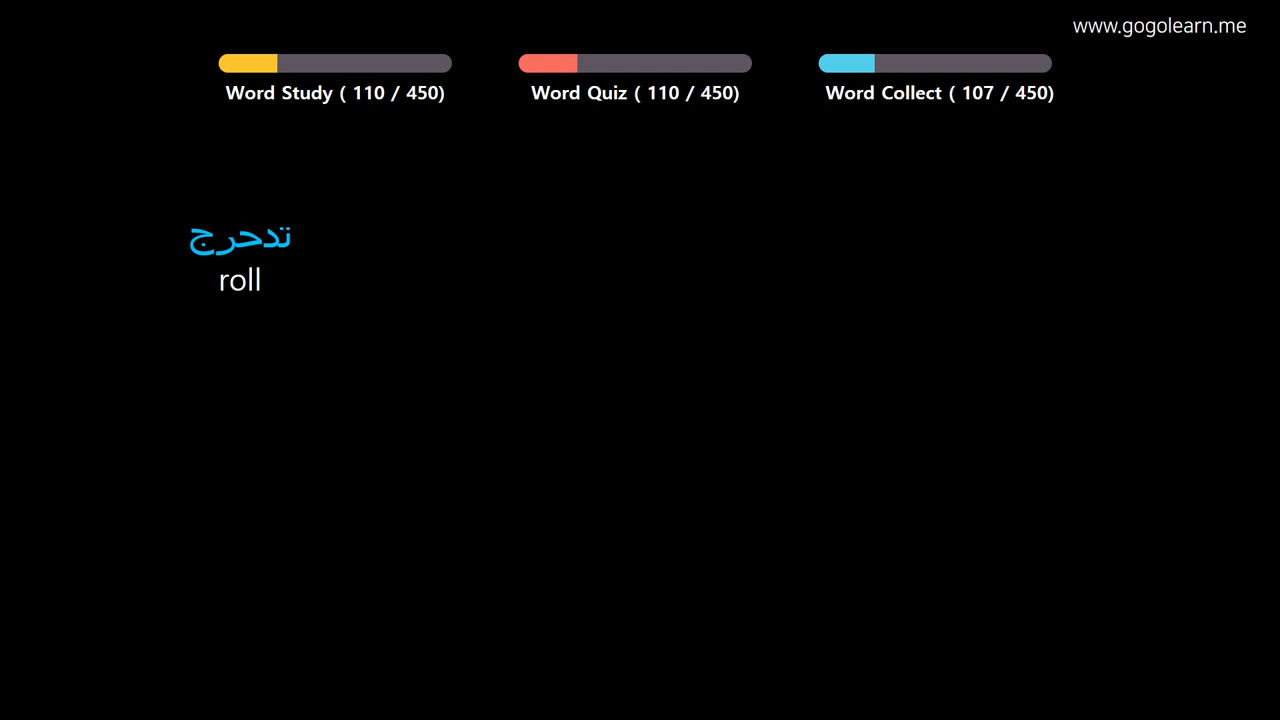 www.gogolearn.me
Word Study ( 110 / 450)
Word Quiz ( 110 / 450)
Word Collect ( 107 / 450)
تدحرج
roll